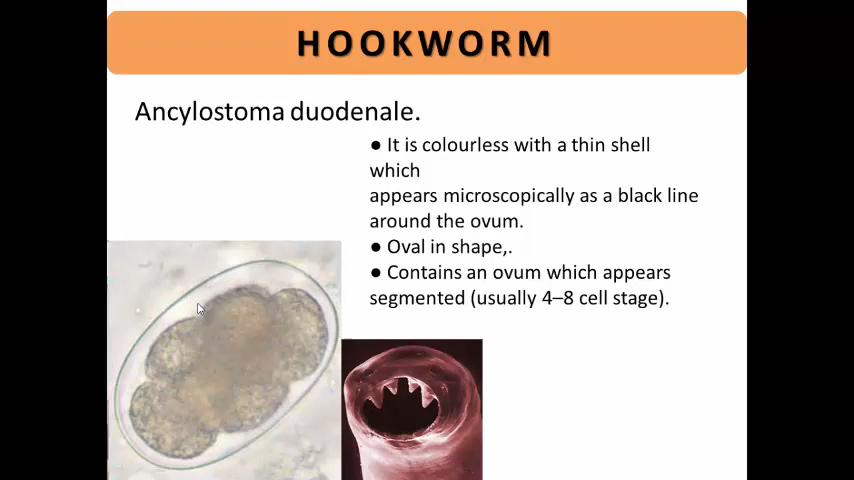 HOOKWORM
Ancylostoma duodenale.
● It is colourless with a thin shell
which
appears microscopically as a black line
around the ovum.
● Oval in shape,.
● Contains an ovum which appears
segmented (usually 4–8 cell stage).